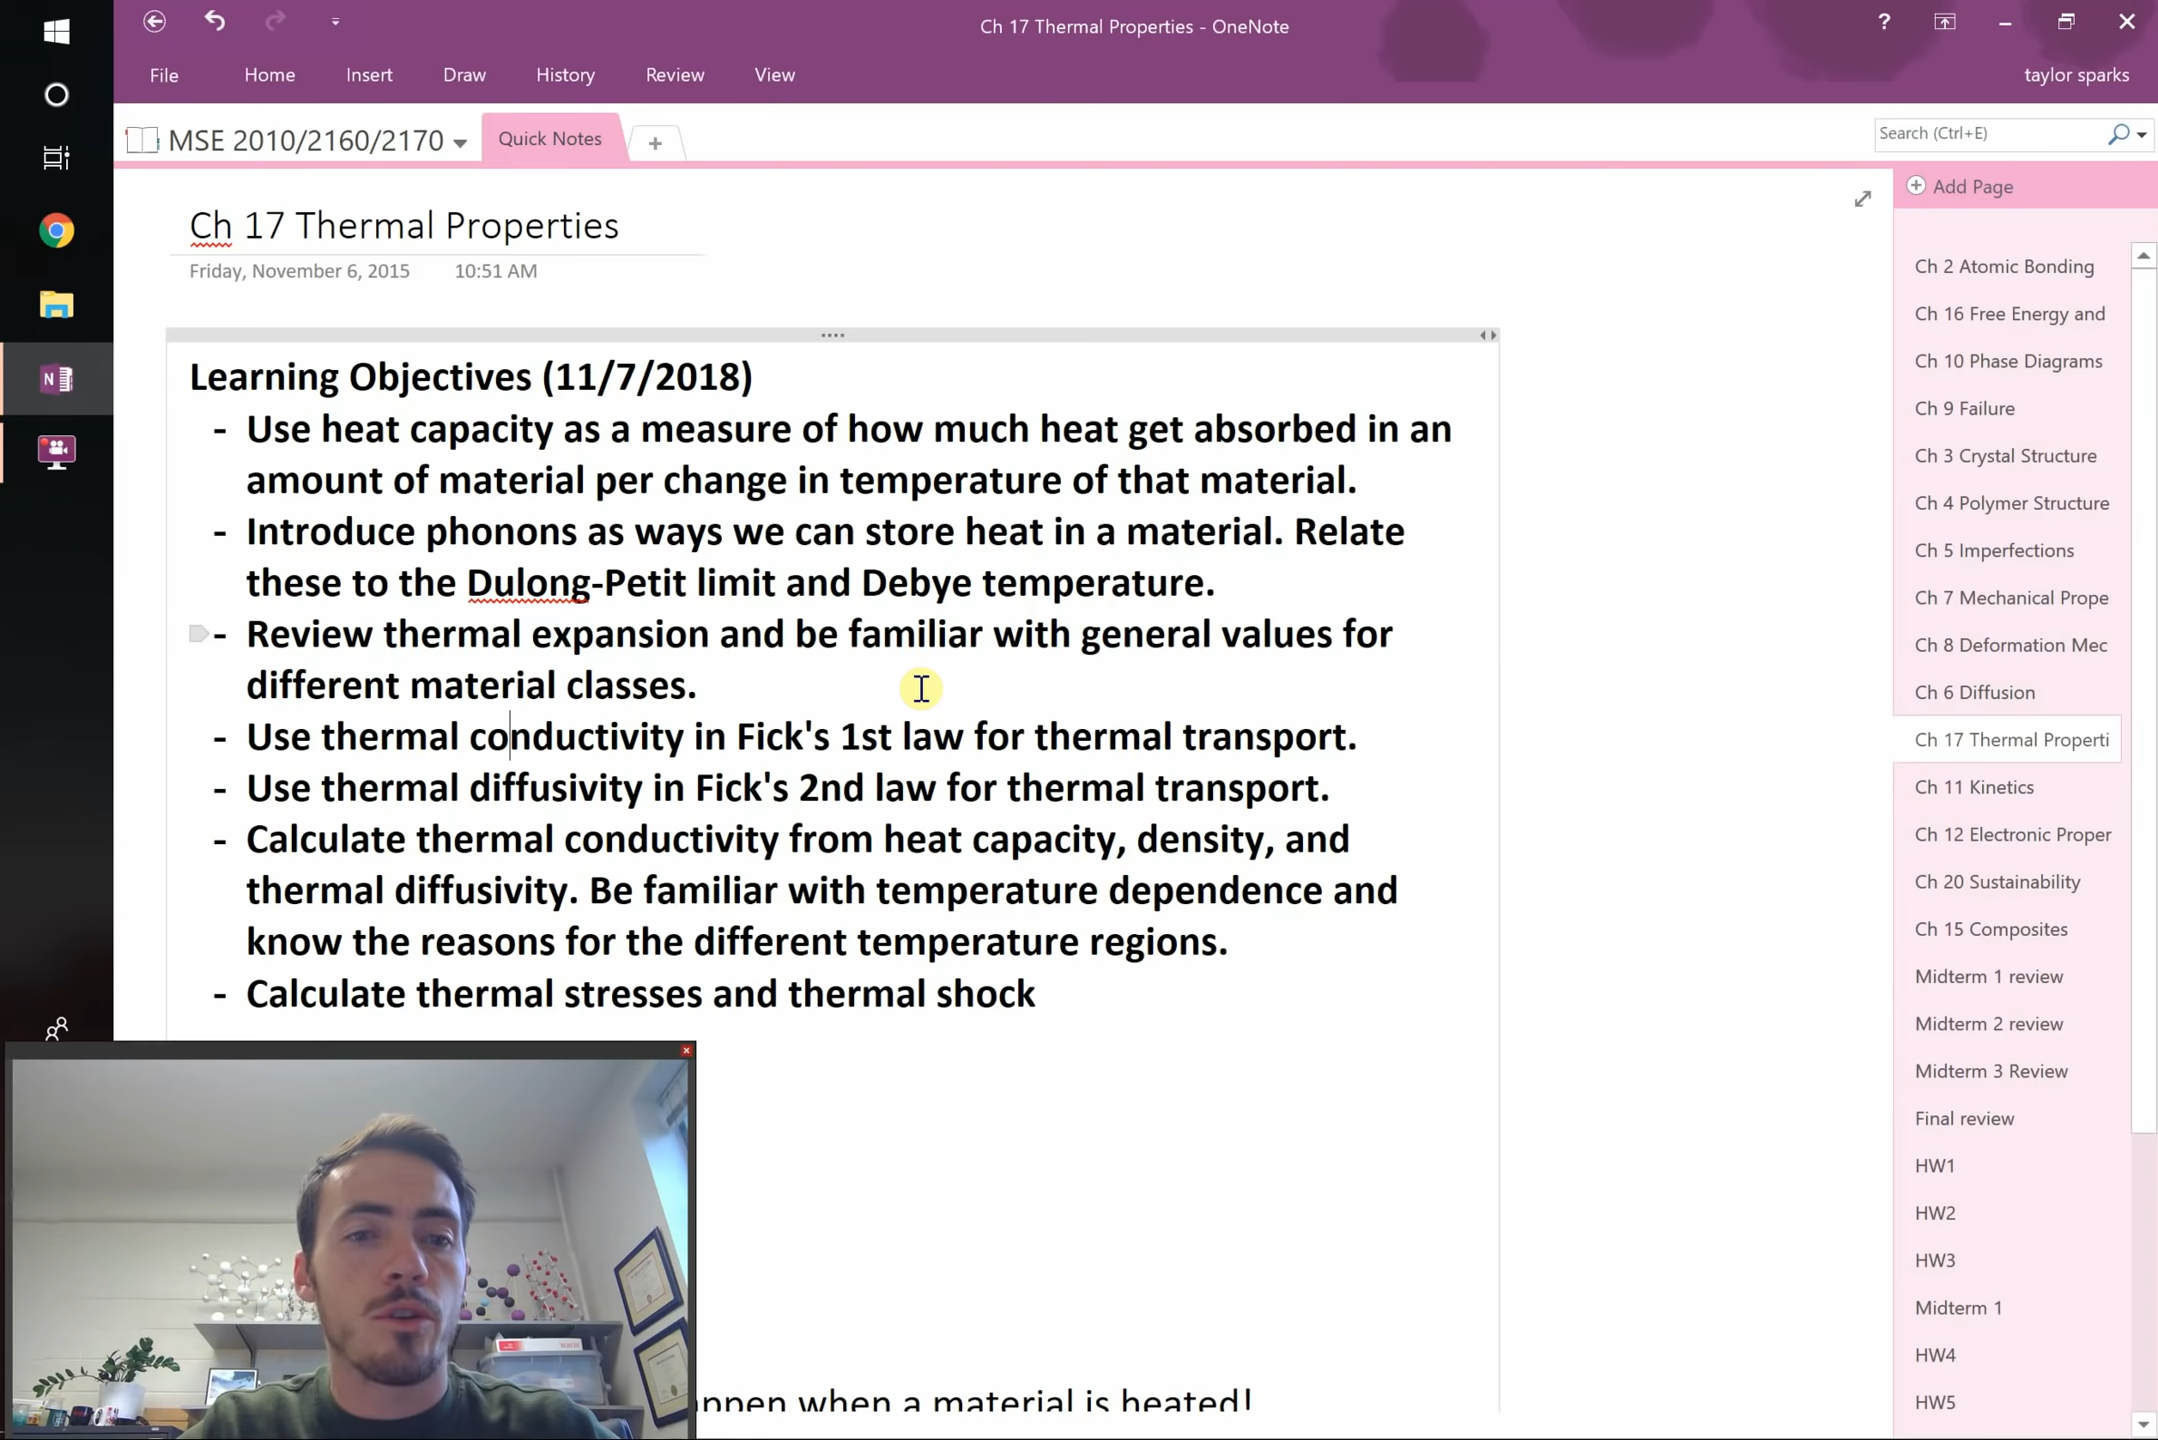 Ch 17 Thermal Properties - OneNote
File Home Insert Draw History Review View
taylor sparks
MSE 2010/2160/2170
Quick Notes
Search (Ctrl+E)
Ch 17 Thermal Properties
Friday, November 6, 2015 10:51 AM
Learning Objectives (11/7/2018)
- Use heat capacity as a measure of how much heat get absorbed in an
amount of material per change in temperature of that material.
- Introduce phonons as ways we can store heat in a material. Relate
these to the Dulong-Petit limit and Debye temperature.
- Review thermal expansion and be familiar with general values for
different material classes.
- Use thermal conductivity in Fick's 1st law for thermal transport.
- Use thermal diffusivity in Fick's 2nd law for thermal transport.
- Calculate thermal conductivity from heat capacity, density, and
thermal diffusivity. Be familiar with temperature dependence and
know the reasons for the different temperature regions.
- Calculate thermal stresses and thermal shock
ppen when a material is heated!
Add Page
Ch 2 Atomic Bonding
Ch 16 Free Energy and
Ch 10 Phase Diagrams
Ch 9 Failure
Ch 3 Crystal Structure
Ch 4 Polymer Structure
Ch 5 Imperfections
Ch 7 Mechanical Prope
Ch 8 Deformation Mec
Ch 6 Diffusion
Ch 17 Thermal Properti
Ch 11 Kinetics
Ch 12 Electronic Proper
Ch 20 Sustainability
Ch 15 Composites
Midterm 1 review
Midterm 2 review
Midterm 3 Review
Final review
HW1
HW2
HW3
Midterm 1
HW4
HW5